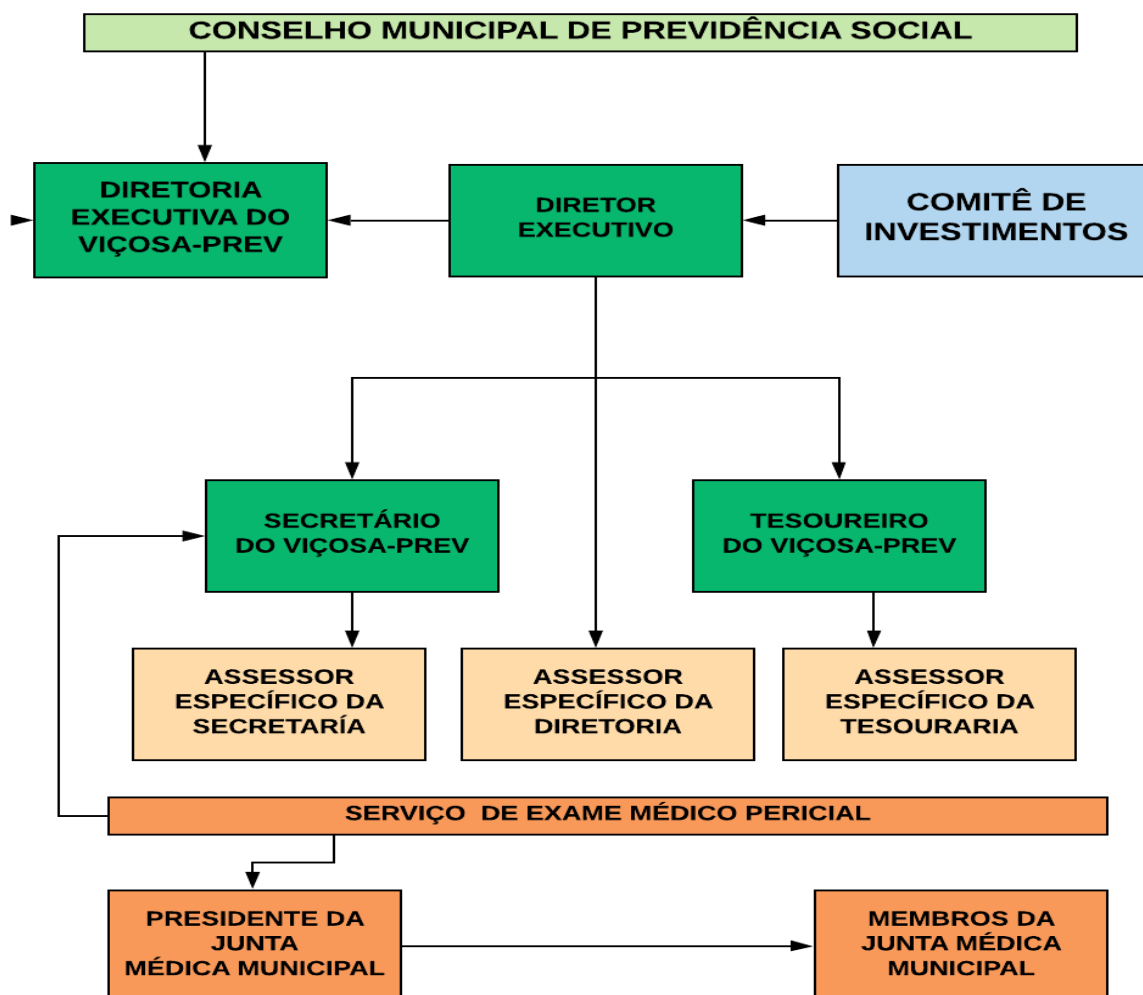 CONSELHO MUNICIPAL DE PREVIDÊNCIA SOCIAL
DIRETORIA
EXECUTIVA DO
VIÇOSA-PREV
DIRETOR
EXECUTIVO
COMITÊ DE
INVESTIMENTOS
SECRETÁRIO
DO VIÇOSA-PREV
TESOUREIRO
DO VIÇOSA-PREV
ASSESSOR
ESPECÍFICO DA
SECRETARÍA
ASSESSOR
ESPECÍFICO DA
DIRETORIA
ASSESSOR
ESPECÍFICO DA
TESOURARIA
SERVIÇO DE EXAME MÉDICO PERICIAL
PRESIDENTE DA
JUNTA
MÉDICA MUNICIPAL
MEMBROS DA
JUNTA MÉDICA
MUNICIPAL